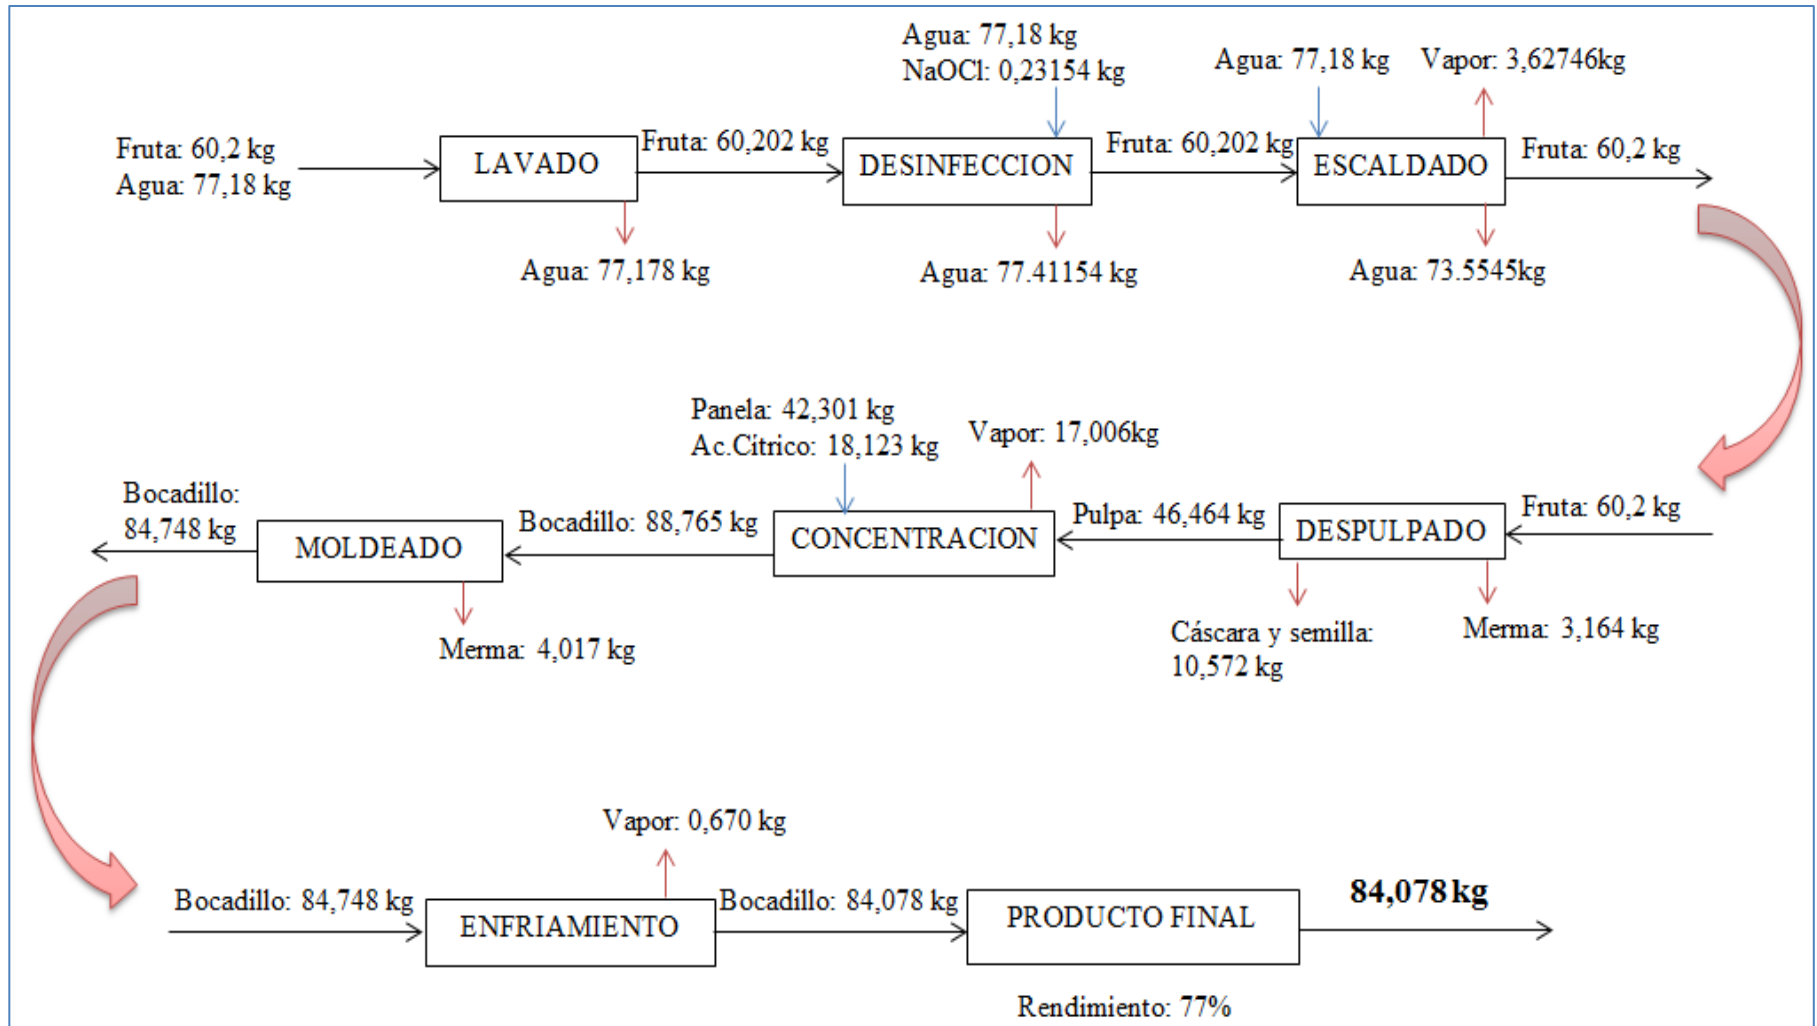 Fruta: 60,2 kg
Agua: 77,18 kg
LAVADO
Agua: 77,178 kg
Fruta: 60,202 kg
Agua: 77,18 kg
NaOCl: 0,23154 kg
DESINFECCION
Agua: 77.41154 kg
Fruta: 60,202 kg
Agua: 77,18 kg
Vapor: 3,62746kg
ESCALDADO
Agua: 73.5545kg
Fruta: 60,2 kg
Fruta: 60,2 kg
DESPULPADO
Merma: 3,164 kg
Cáscara y semilla:
10,572 kg
Pulpa: 46,464 kg
Panela: 42,301 kg
Ac.Cítrico: 18,123 kg
Vapor: 17,006kg
CONCENTRACION
Bocadillo: 88,765 kg
MOLDEADO
Merma: 4,017 kg
Bocadillo:
84,748 kg
Bocadillo: 84,748 kg
Vapor: 0,670 kg
ENFRIAMIENTO
Bocadillo: 84,078 kg
PRODUCTO FINAL
84,078 kg
Rendimiento: 77%